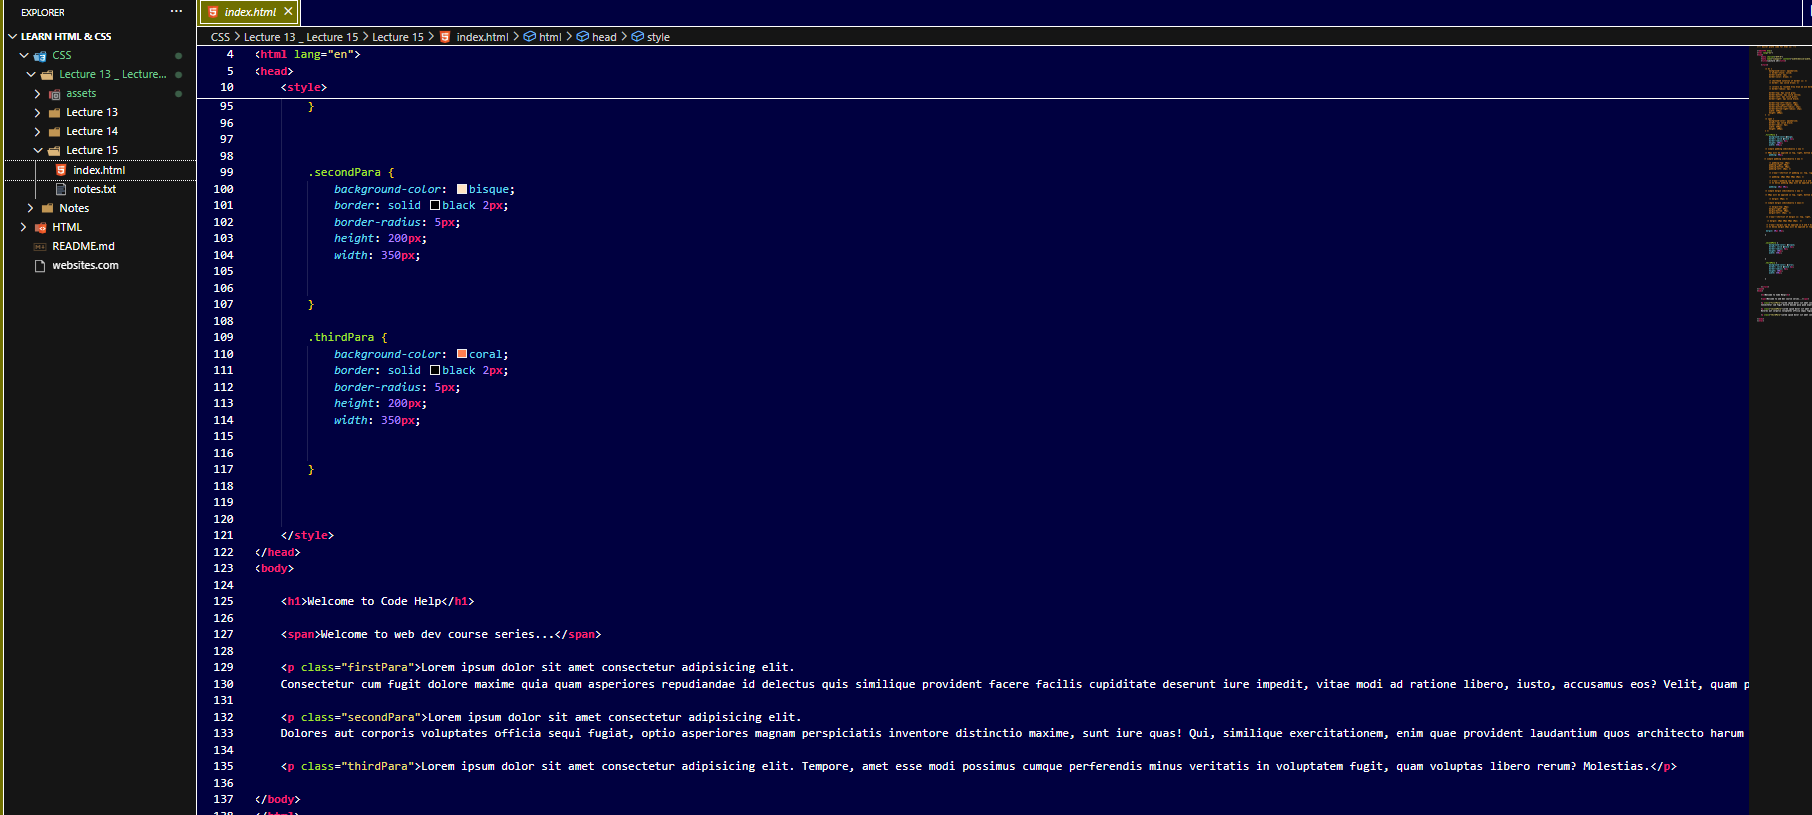 EXPLORER ···
LEARN HTML & CSS
CSS
Lecture 13 _ Lecture...
assets
Lecture 13
Lecture 14
Lecture 15
index.html
notes.txt
Notes
HTML
README.md
websites.com
index.html
CSS > Lecture 13 _ Lecture 15 > Lecture 15 > index.html > html > head > style
4 <html lang="en">
5 <head>
10 <style>
95 }
96
97
98
99 .secondPara {
100 background-color: bisque;
101 border: solid black 2px;
102 border-radius: 5px;
103 height: 200px;
104 width: 350px;
105
106
107 }
108
109 .thirdPara {
110 background-color: coral;
111 border: solid black 2px;
112 border-radius: 5px;
113 height: 200px;
114 width: 350px;
115
116
117 }
118
119
120
121 </style>
122 </head>
123 <body>
124
125 <h1>Welcome to Code Help</h1>
126
127 <span>Welcome to web dev course series...</span>
128
129 <p class="firstPara">Lorem ipsum dolor sit amet consectetur adipisicing elit.
130 Consectetur cum fugit dolore maxime quia quam asperiores repudiandae id delectus quis similique provident facere facilis cupiditate deserunt iure impedit, vitae modi ad ratione libero, iusto, accusamus eos? Velit, quam p
131
132 <p class="secondPara">Lorem ipsum dolor sit amet consectetur adipisicing elit.
133 Dolores aut corporis voluptates officia sequi fugiat, optio asperiores magnam perspiciatis inventore distinctio maxime, sunt iure quas! Qui, similique exercitationem, enim quae provident laudantium quos architecto harum
134
135 <p class="thirdPara">Lorem ipsum dolor sit amet consectetur adipisicing elit. Tempore, amet esse modi possimus cumque perferendis minus veritatis in voluptatem fugit, quam voluptas libero rerum? Molestias.</p>
136
137 </body>
138 </html>